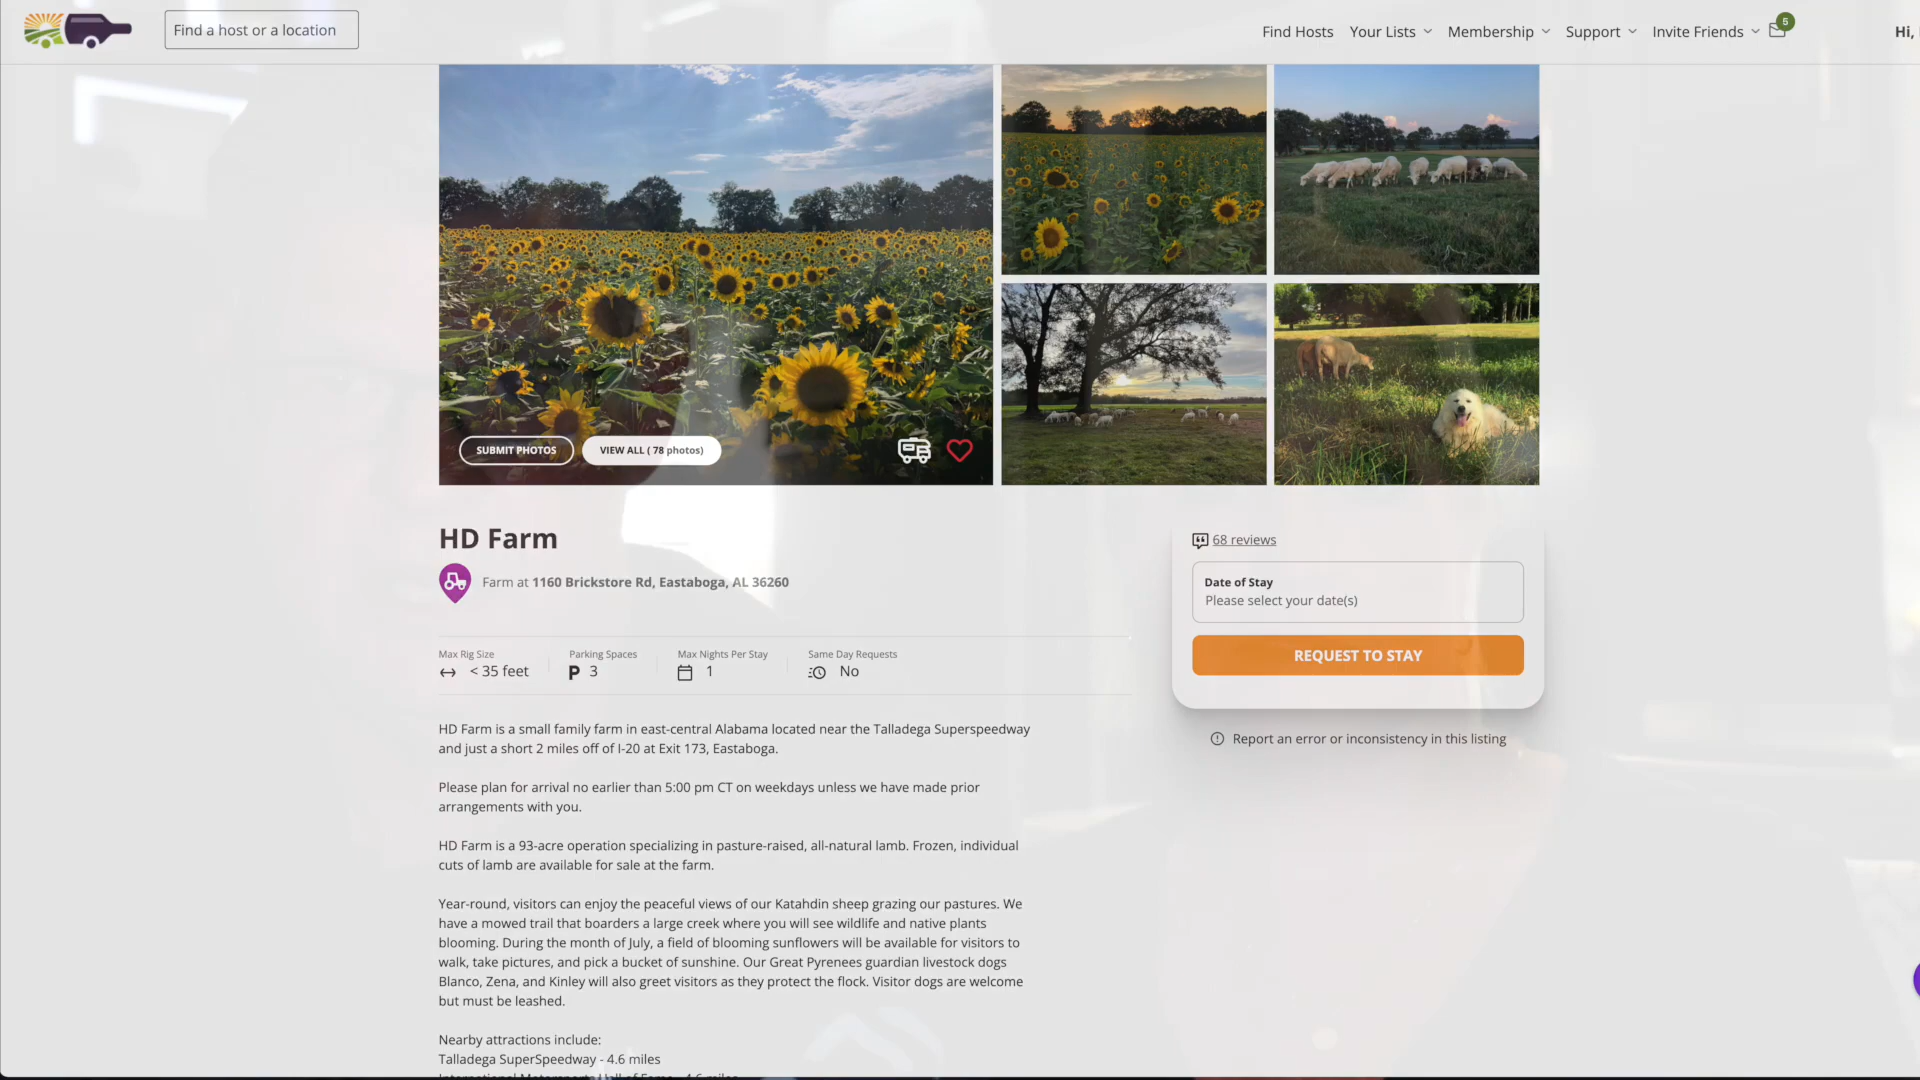 Find a host or a location
Find Hosts
Your Lists
Membership
Support
Invite Friends
5
Hi,
SUBMIT PHOTOS
VIEW ALL ( 78 photos)
HD Farm
Farm at 1160 Brickstore Rd, Eastaboga, AL 36260
68 reviews
Date of Stay
Please select your date(s)
REQUEST TO STAY
Report an error or inconsistency in this listing
Max Rig Size
< 35 feet
Parking Spaces
P 3
Max Nights Per Stay
1
Same Day Requests
No
HD Farm is a small family farm in east-central Alabama located near the Talladega Superspeedway
and just a short 2 miles off of I-20 at Exit 173, Eastaboga.
Please plan for arrival no earlier than 5:00 pm CT on weekdays unless we have made prior
arrangements with you.
HD Farm is a 93-acre operation specializing in pasture-raised, all-natural lamb. Frozen, individual
cuts of lamb are available for sale at the farm.
Year-round, visitors can enjoy the peaceful views of our Katahdin sheep grazing our pastures. We
have a mowed trail that boarders a large creek where you will see wildlife and native plants
blooming. During the month of July, a field of blooming sunflowers will be available for visitors to
walk, take pictures, and pick a bucket of sunshine. Our Great Pyrenees guardian livestock dogs
Blanco, Zena, and Kinley will also greet visitors as they protect the flock. Visitor dogs are welcome
but must be leashed.
Nearby attractions include:
Talladega SuperSpeedway - 4.6 miles